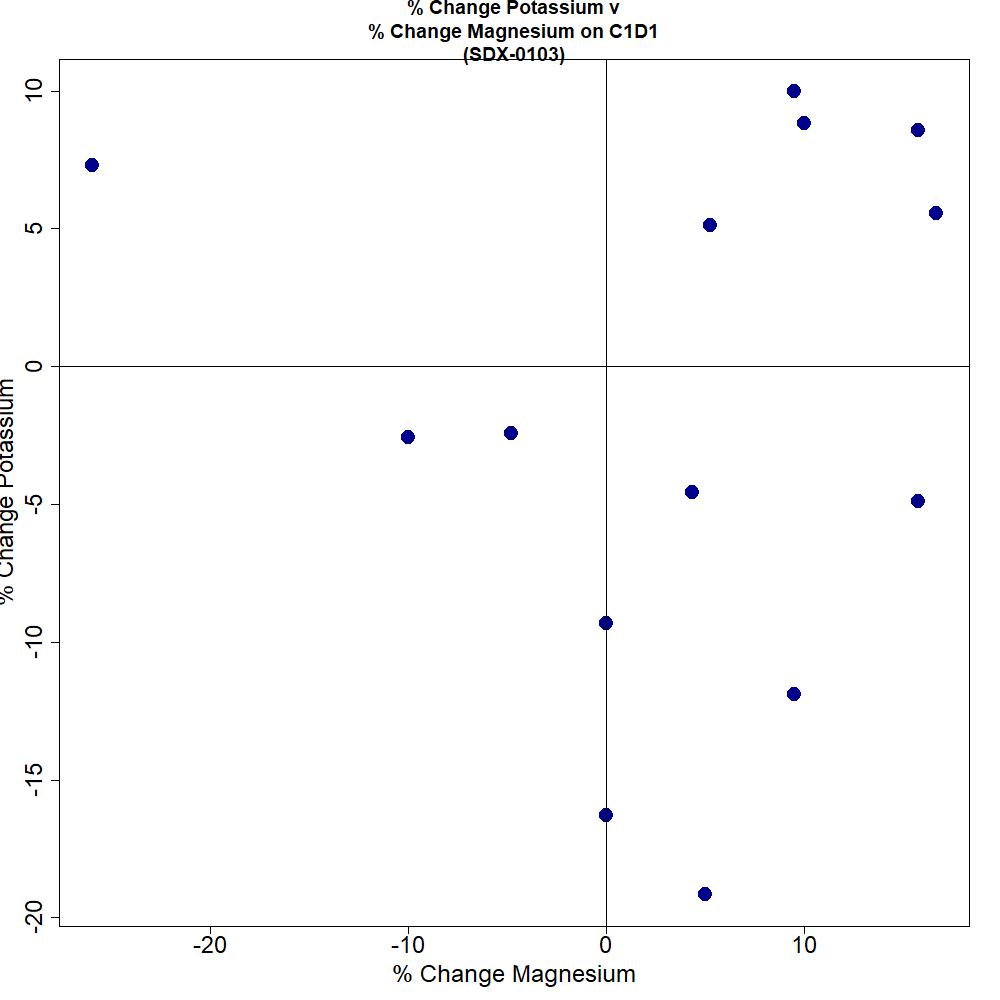 % Change Potassium v
% Change Magnesium on C1D1
(SDX-0103)
% Change Potassium
10
5
0
-5
-10
-15
-20
-20
-10
0
10
% Change Magnesium